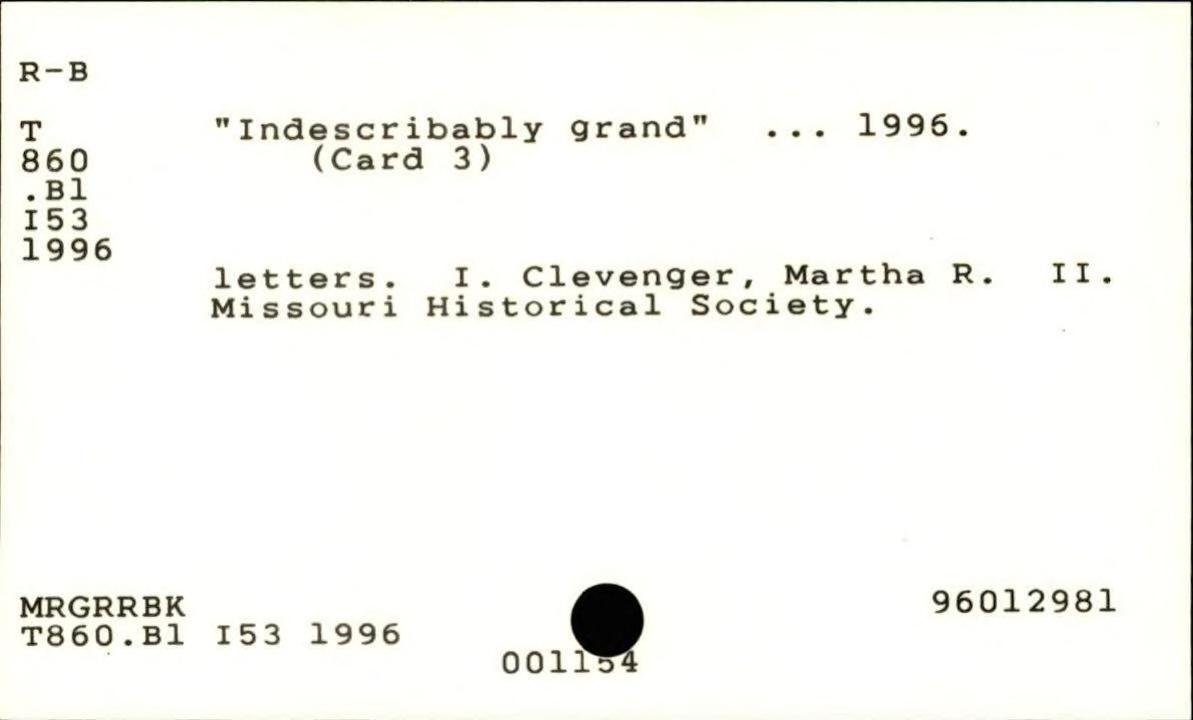 R-B
T
860
.B1
I53
1996
"Indescribably grand" ... 1996.
(Card 3)
letters. I. Clevenger, Martha R. II.
Missouri Historical Society.
MRGRRBK
T860.B1 I53 1996
96012981
001154